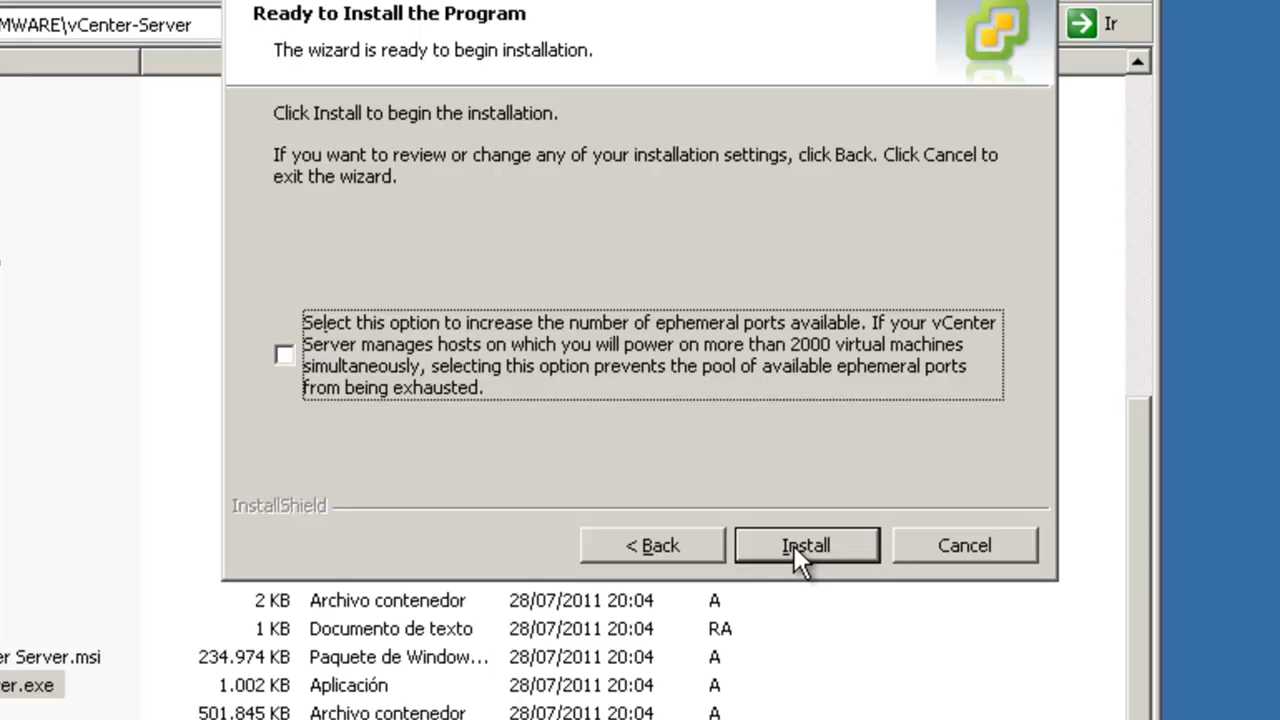 MWARE\vCenter-Server
Ir
Ready to Install the Program
The wizard is ready to begin installation.
Click Install to begin the installation.
If you want to review or change any of your installation settings, click Back. Click Cancel to
exit the wizard.
Select this option to increase the number of ephemeral ports available. If your vCenter
Server manages hosts on which you will power on more than 2000 virtual machines
simultaneously, selecting this option prevents the pool of available ephemeral ports
from being exhausted.
InstallShield
< Back Install Cancel
2 KB Archivo contenedor 28/07/2011 20:04 A
1 KB Documento de texto 28/07/2011 20:04 RA
er Server.msi 234.974 KB Paquete de Window... 28/07/2011 20:04 A
er.exe 1.002 KB Aplicación 28/07/2011 20:04 A
501.845 KB Archivo contenedor 28/07/2011 20:04 A